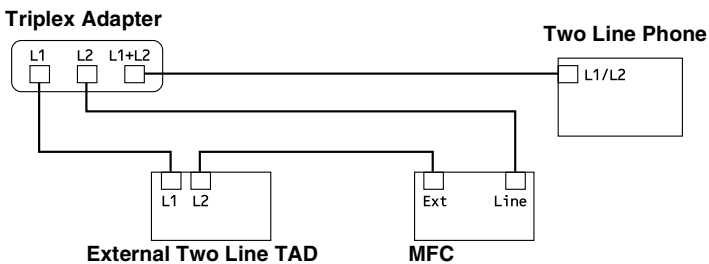 Triplex Adapter
Two Line Phone
L1 L2 L1+L2
L1/L2
L1 L2
Ext Line
External Two Line TAD
MFC